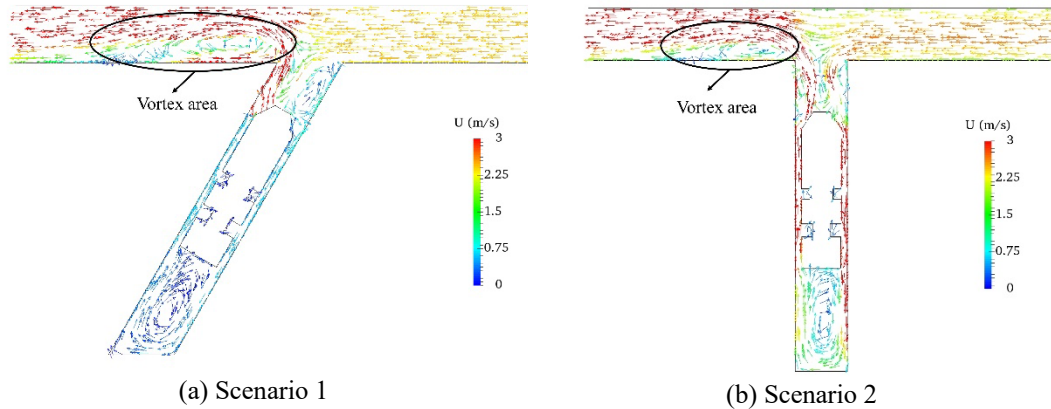 Vortex area
U (m/s)
3
2.25
1.5
0.75
0
(a) Scenario 1
Vortex area
U (m/s)
3
2.25
1.5
0.75
0
(b) Scenario 2